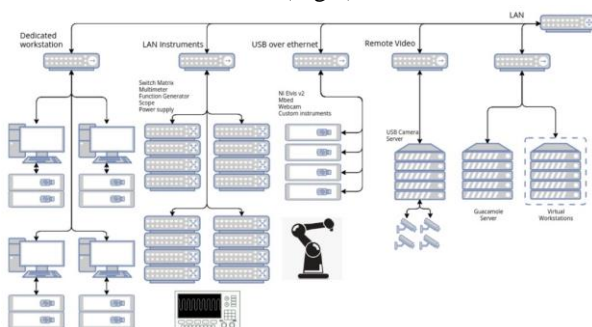 LAN
Dedicated
workstation
LAN Instruments
USB over ethernet
Remote Video
Switch Matrix
Multimeter
Function Generator
Scope
Power supply
NI Elvis v2
Mbed
Webcam
Custom instruments
USB Camera
Server
Guacamole
Server
Virtual
Workstations